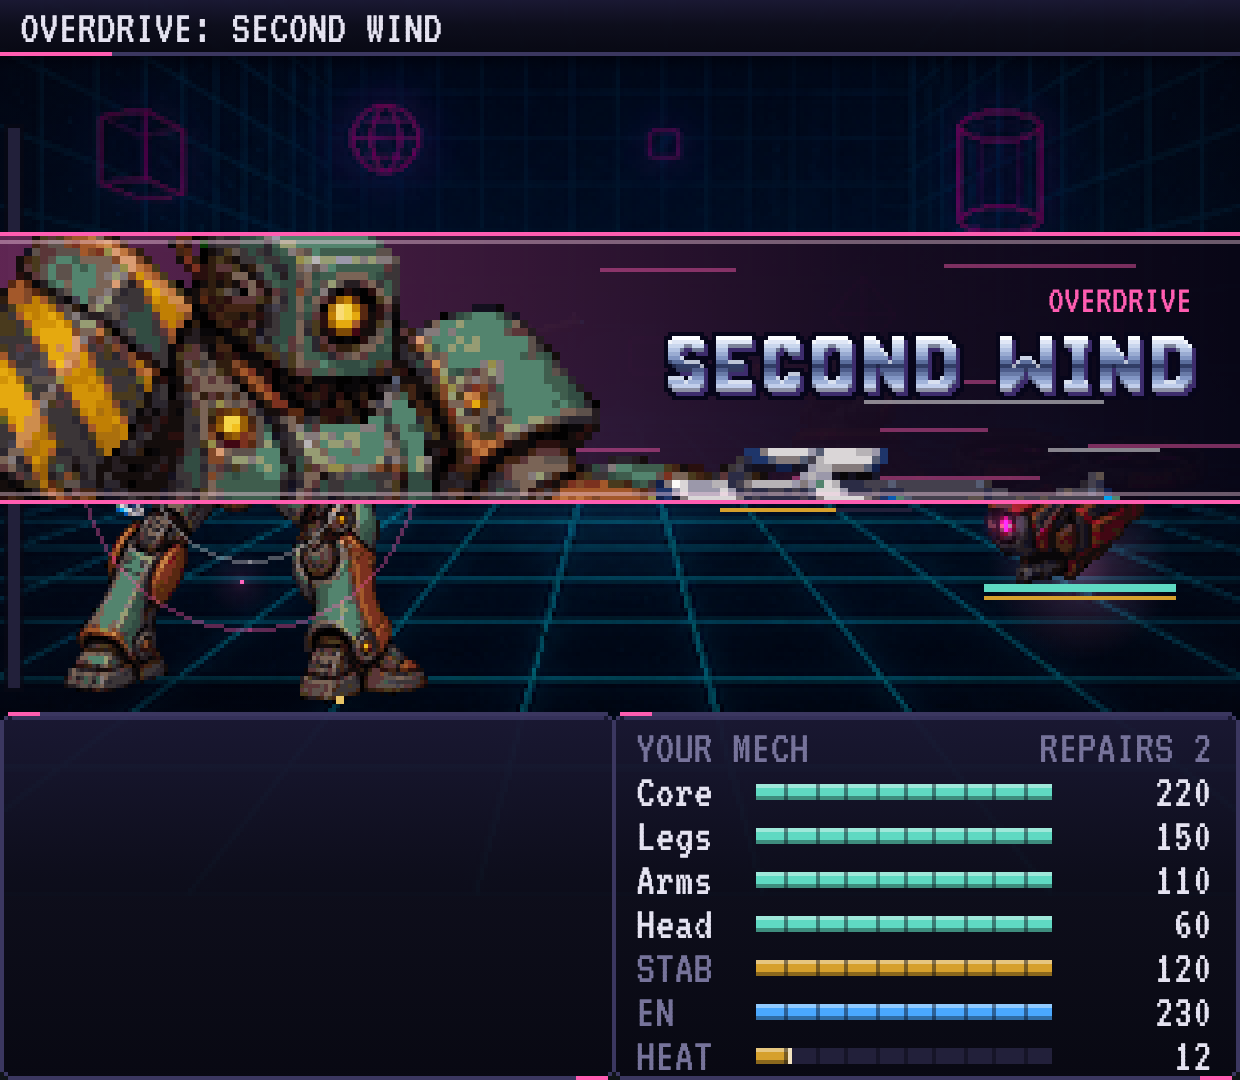 OVERDRIVE: SECOND WIND
OVERDRIVE
SECOND WIND
YOUR MECH REPAIRS 2
Core 220
Legs 150
Arms 110
Head 60
STAB 120
EN 230
HEAT 12